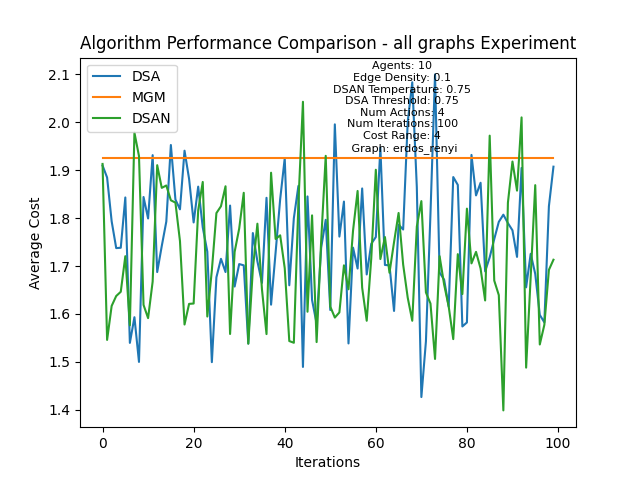 Algorithm Performance Comparison - all graphs Experiment
DSA
MGM
DSAN
Agents: 10
Edge Density: 0.1
DSAN Temperature: 0.75
DSA Threshold: 0.75
Num Actions: 4
Num Iterations: 100
Cost Range: 4
Graph: erdos_renyi
Average Cost
2.1
2.0
1.9
1.8
1.7
1.6
1.5
1.4
0 20 40 60 80 100
Iterations